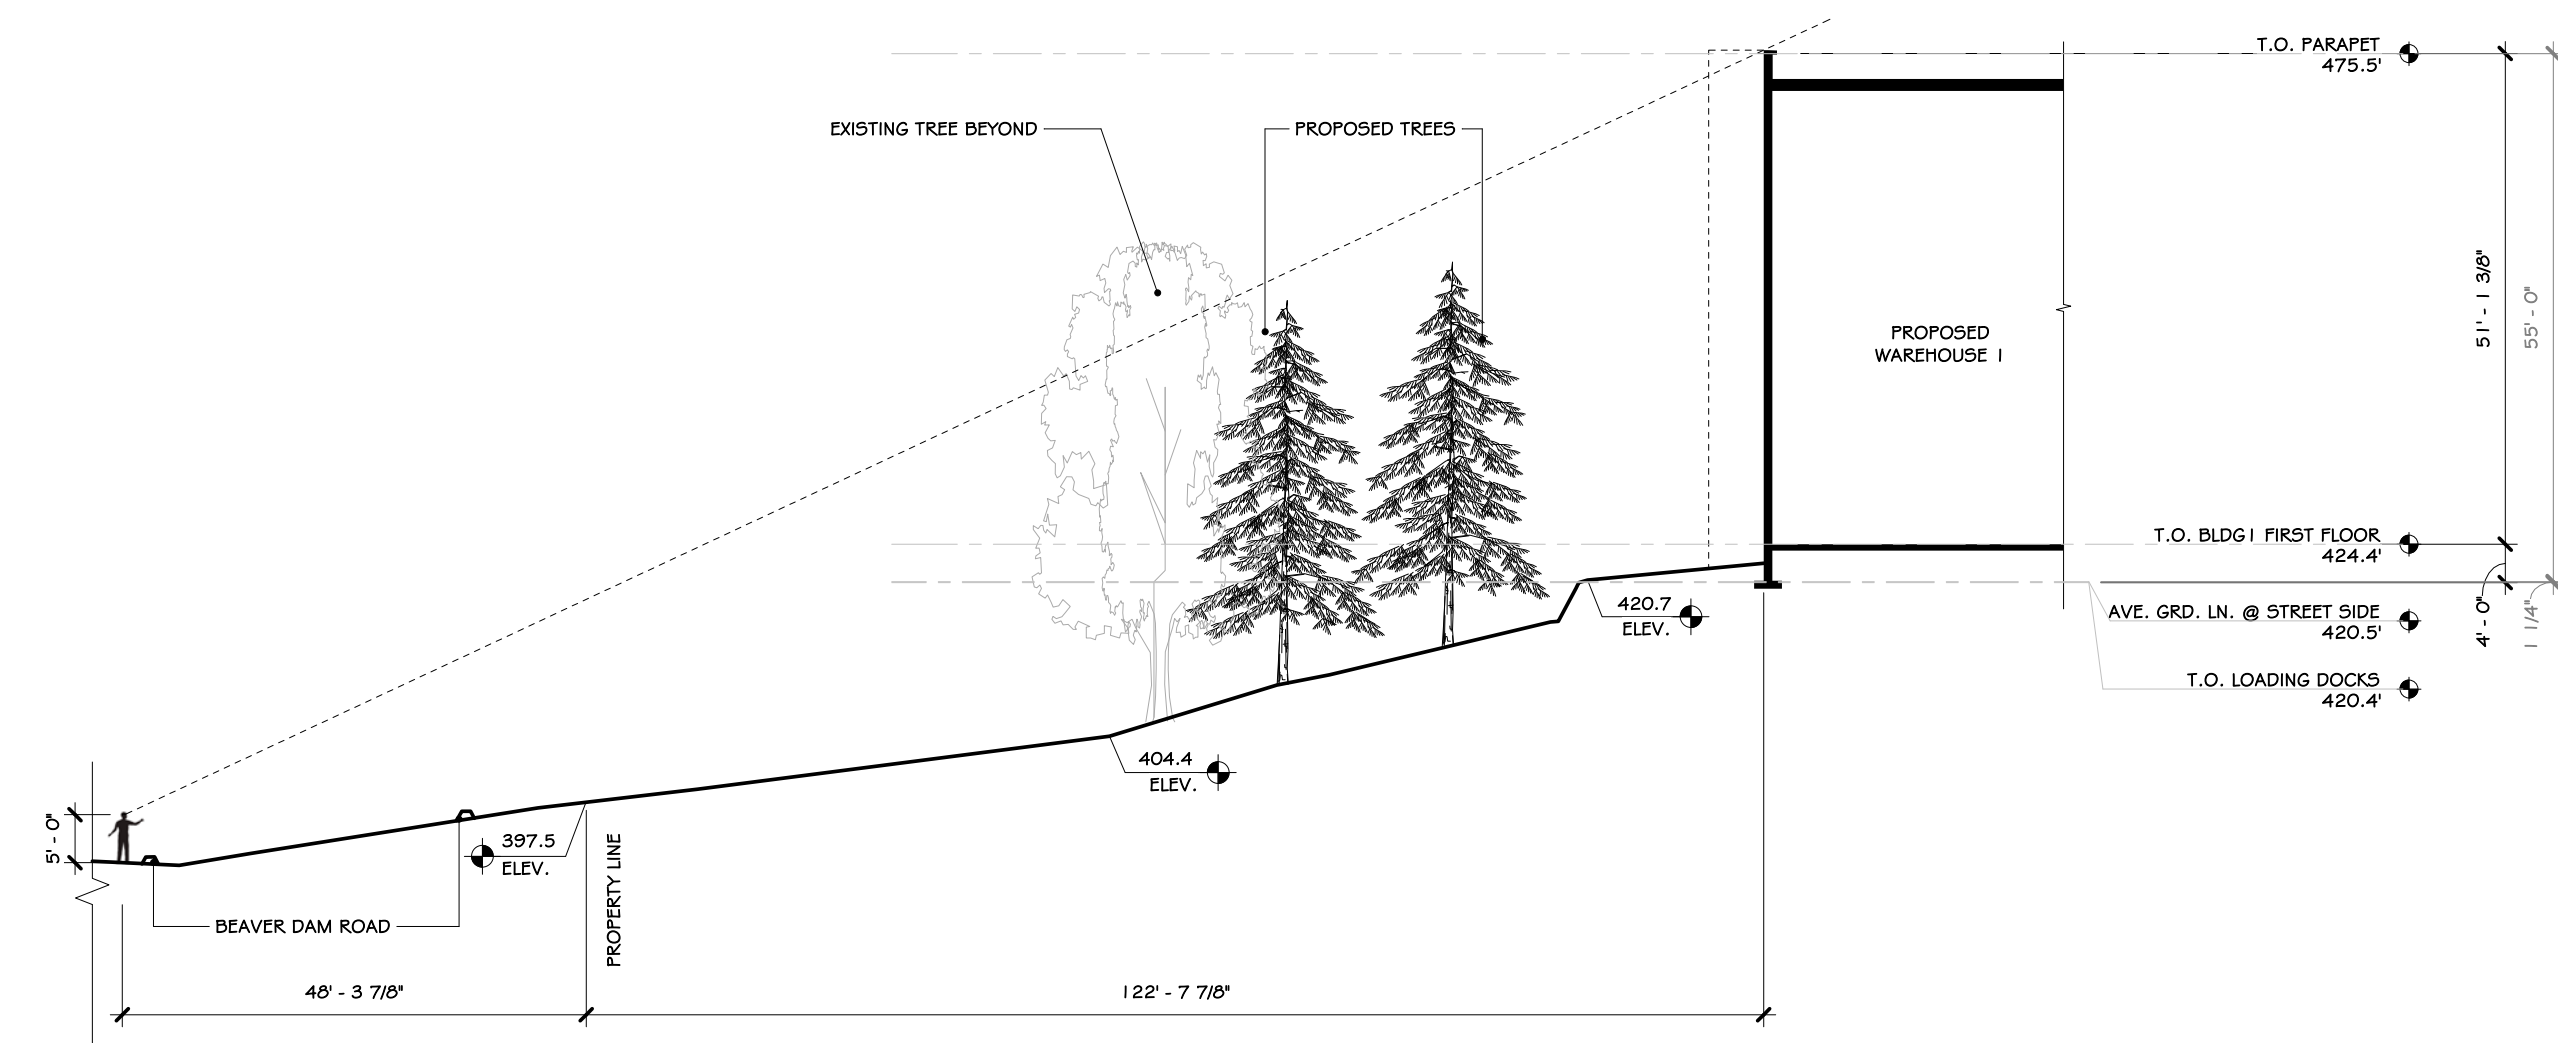 T.O. PARAPET
475.5'
EXISTING TREE BEYOND
PROPOSED TREES
PROPOSED
WAREHOUSE 1
51' - 1 3/8"
55' - 0"
T.O. BLDG1 FIRST FLOOR
424.4'
4' - 0"
1 1/4"
AVE. GRD. LN. @ STREET SIDE
420.5'
T.O. LOADING DOCKS
420.4'
420.7
ELEV.
404.4
ELEV.
5' - 0"
397.5
ELEV.
PROPERTY LINE
BEAVER DAM ROAD
48' - 3 7/8"
122' - 7 7/8"